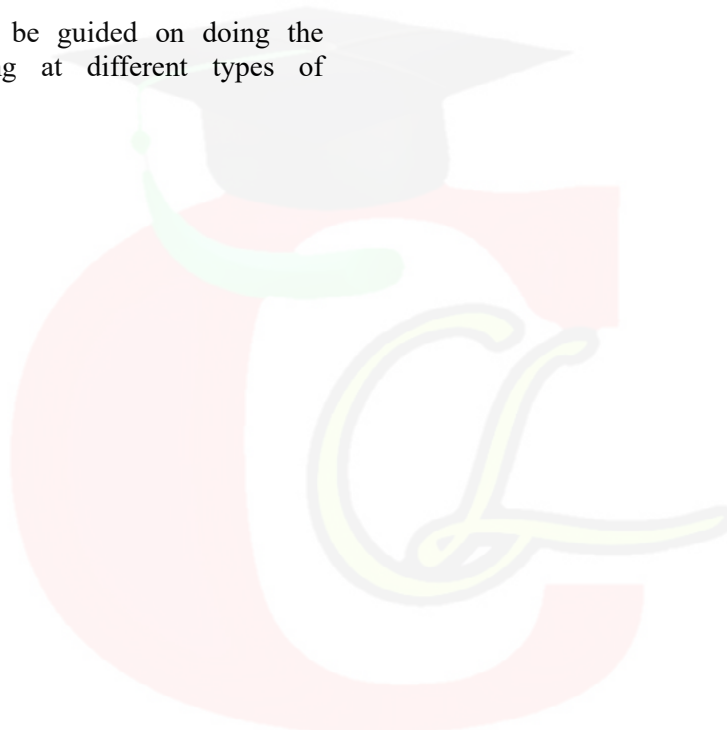 be guided on doing the
at different types of